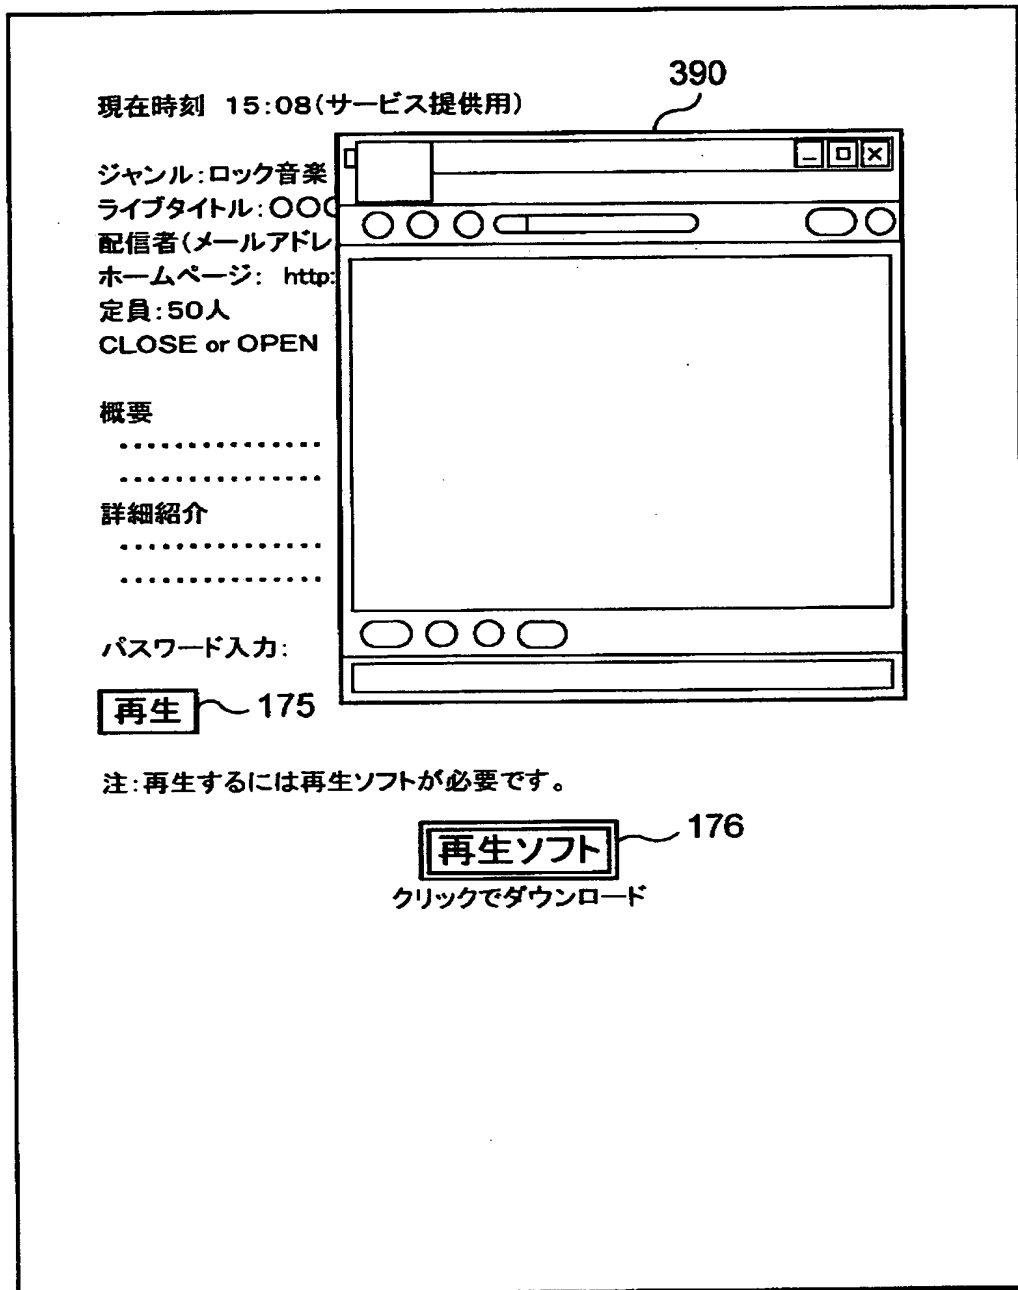 390
現在時刻 15:08(サービス提供用)
ジャンル:ロック音楽
ライブタイトル:〇〇〇
配信者(メールアドレ
ホームページ: http:
定員:50人
CLOSE or OPEN
概要
・・・・・・・・・・・・・・・
・・・・・・・・・・・・・・・
詳細紹介
・・・・・・・・・・・・・・・
・・・・・・・・・・・・・・・
パスワード入力:
再生 175
注:再生するには再生ソフトが必要です。
再生ソフト 176
クリックでダウンロード